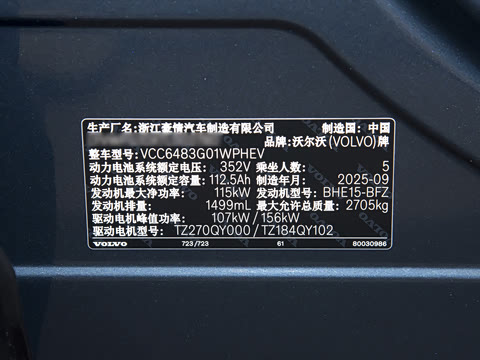 生产厂名: 浙江豪情汽车制造有限公司 制造国: 中国
品牌: 沃尔沃(VOLVO)牌
整车型号: VCC6483G01WPHEV
动力电池系统额定电压: 352V 乘坐人数: 5
动力电池系统额定容量: 112.5Ah 制造年月: 2025-09
发动机最大净功率: 115kW 发动机型号: BHE15-BFZ
发动机排量: 1499mL 最大允许总质量: 2705kg
驱动电机峰值功率: 107kW / 156kW
驱动电机型号: TZ270QY000 / TZ184QY102
VOLVO 723/723 61 80030986